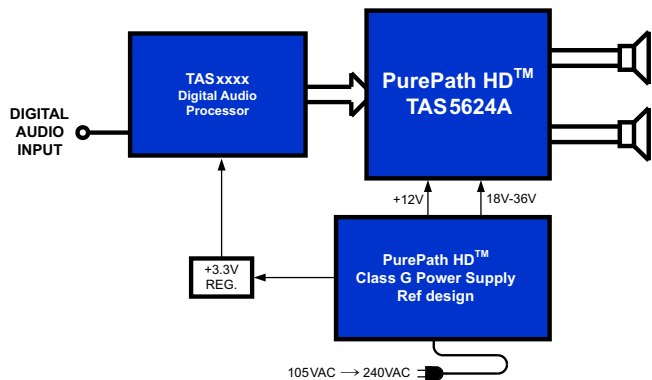 TASxxxx
Digital Audio
Processor
PurePath HD™
TAS5624A
DIGITAL
AUDIO
INPUT
+12V
18V-36V
+3.3V
REG.
PurePath HD™
Class G Power Supply
Ref design
105VAC → 240VAC